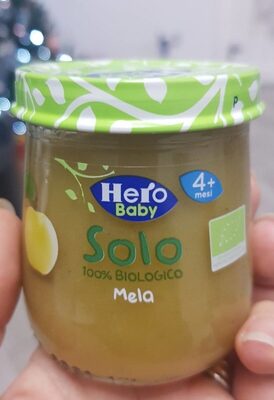 P
Hero
Baby
4+
mesi
Solo
100% BIOLOGICO
Mela